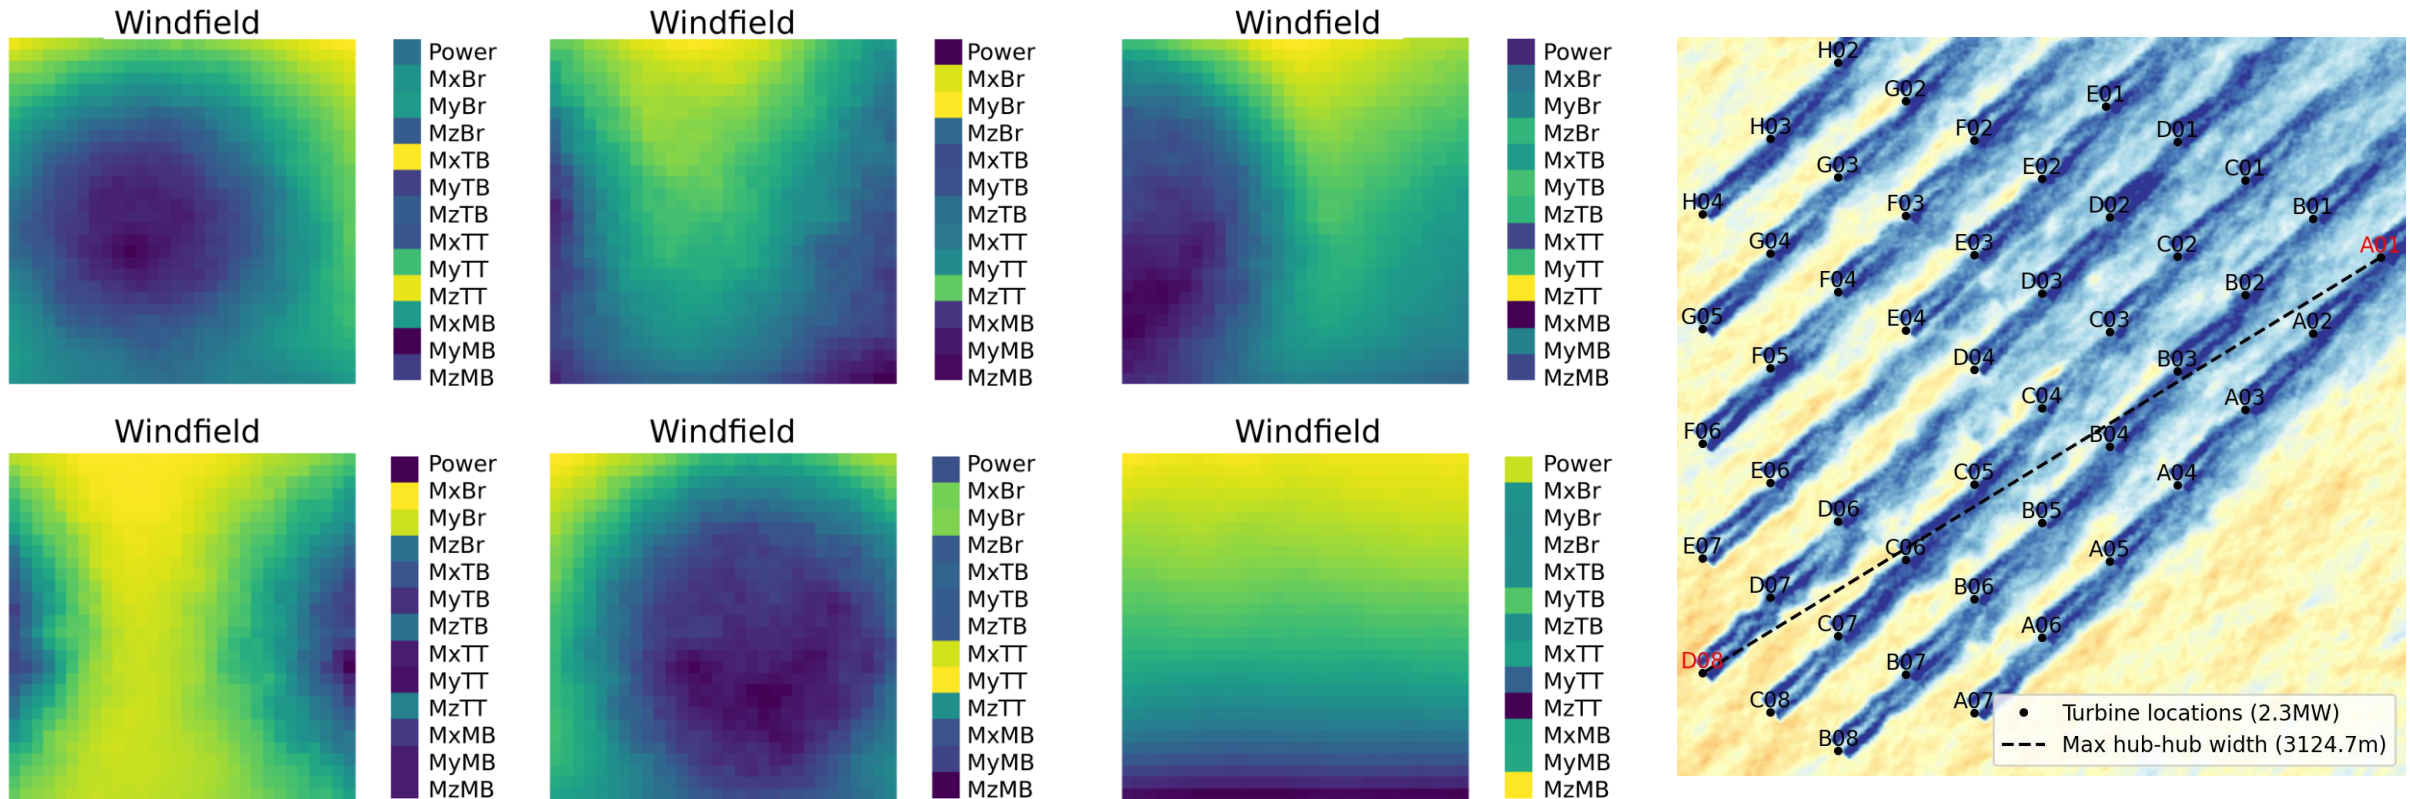 Windfield
Power
MxBr
MyBr
MzBr
MxTB
MyTB
MzTB
MxTT
MyTT
MzTT
MxMB
MyMB
MzMB
Windfield
Power
MxBr
MyBr
MzBr
MxTB
MyTB
MzTB
MxTT
MyTT
MzTT
MxMB
MyMB
MzMB
Windfield
Power
MxBr
MyBr
MzBr
MxTB
MyTB
MzTB
MxTT
MyTT
MzTT
MxMB
MyMB
MzMB
Windfield
Power
MxBr
MyBr
MzBr
MxTB
MyTB
MzTB
MxTT
MyTT
MzTT
MxMB
MyMB
MzMB
Windfield
Power
MxBr
MyBr
MzBr
MxTB
MyTB
MzTB
MxTT
MyTT
MzTT
MxMB
MyMB
MzMB
Windfield
Power
MxBr
MyBr
MzBr
MxTB
MyTB
MzTB
MxTT
MyTT
MzTT
MxMB
MyMB
MzMB
H02
G02
E01
H03
F02
D01
G03
E02
C01
H04
F03
D02
B01
G04
E03
C02
A01
F04
D03
B02
G05
E04
C03
A02
F05
D04
B03
C04
A03
F06
B04
E06
C05
A04
D06
B05
E07
C06
A05
D07
B06
C07
A06
D08
B07
C08
A07
B08
Turbine locations (2.3MW)
Max hub-hub width (3124.7m)